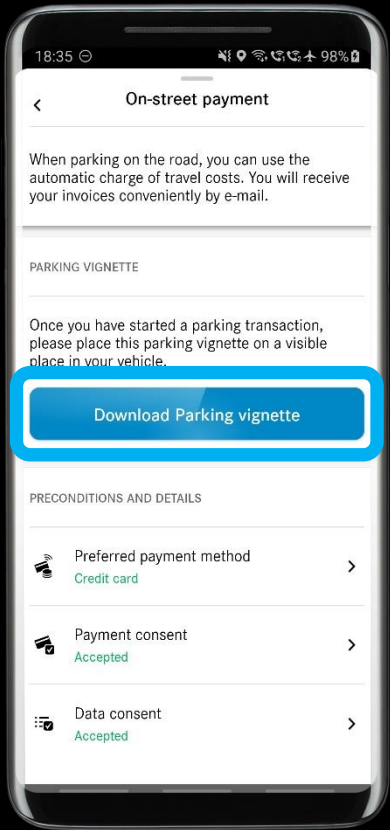 18:35 98%
On-street payment
When parking on the road, you can use the
automatic charge of travel costs. You will receive
your invoices conveniently by e-mail.
PARKING VIGNETTE
Once you have started a parking transaction,
please place this parking vignette on a visible
place in your vehicle.
Download Parking vignette
PRECONDITIONS AND DETAILS
Preferred payment method
Credit card
Payment consent
Accepted
Data consent
Accepted